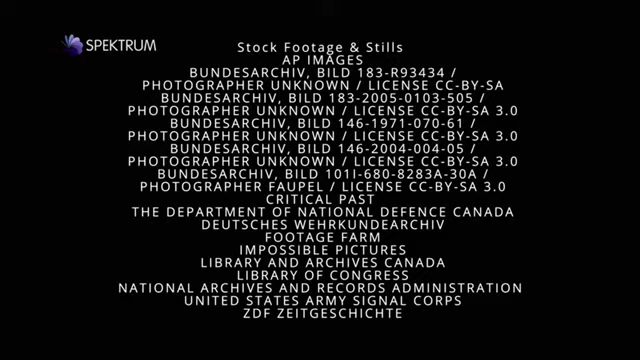 SPEKTRUM
Stock Footage & Stills
AP IMAGES
BUNDESARCHIV, BILD 183-R93434 /
PHOTOGRAPHER UNKNOWN / LICENSE CC-BY-SA
BUNDESARCHIV, BILD 183-2005-0103-505 /
PHOTOGRAPHER UNKNOWN / LICENSE CC-BY-SA 3.0
BUNDESARCHIV, BILD 146-1971-070-61 /
PHOTOGRAPHER UNKNOWN / LICENSE CC-BY-SA 3.0
BUNDESARCHIV, BILD 146-2004-004-05 /
PHOTOGRAPHER UNKNOWN / LICENSE CC-BY-SA 3.0
BUNDESARCHIV, BILD 101I-680-8283A-30A /
PHOTOGRAPHER FAUPEL / LICENSE CC-BY-SA 3.0
CRITICAL PAST
THE DEPARTMENT OF NATIONAL DEFENCE CANADA
DEUTSCHES WEHRKUNDEARCHIV
FOOTAGE FARM
IMPOSSIBLE PICTURES
LIBRARY AND ARCHIVES CANADA
LIBRARY OF CONGRESS
NATIONAL ARCHIVES AND RECORDS ADMINISTRATION
UNITED STATES ARMY SIGNAL CORPS
ZDF ZEITGESCHICHTE